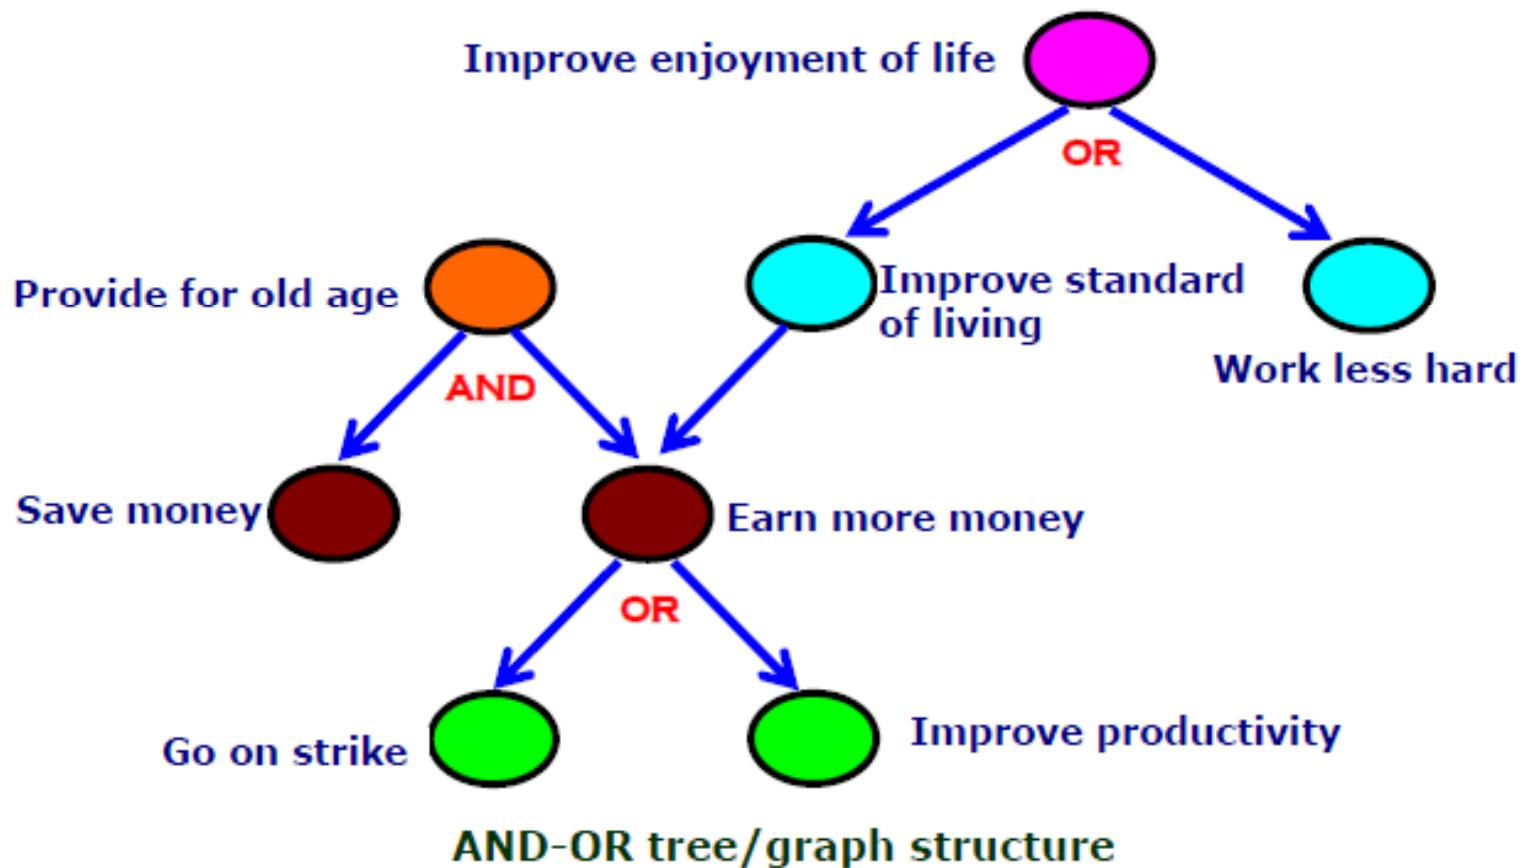 Improve enjoyment of life
OR
Provide for old age
Improve standard
of living
Work less hard
AND
Save money
Earn more money
OR
Go on strike
Improve productivity
AND-OR tree/graph structure